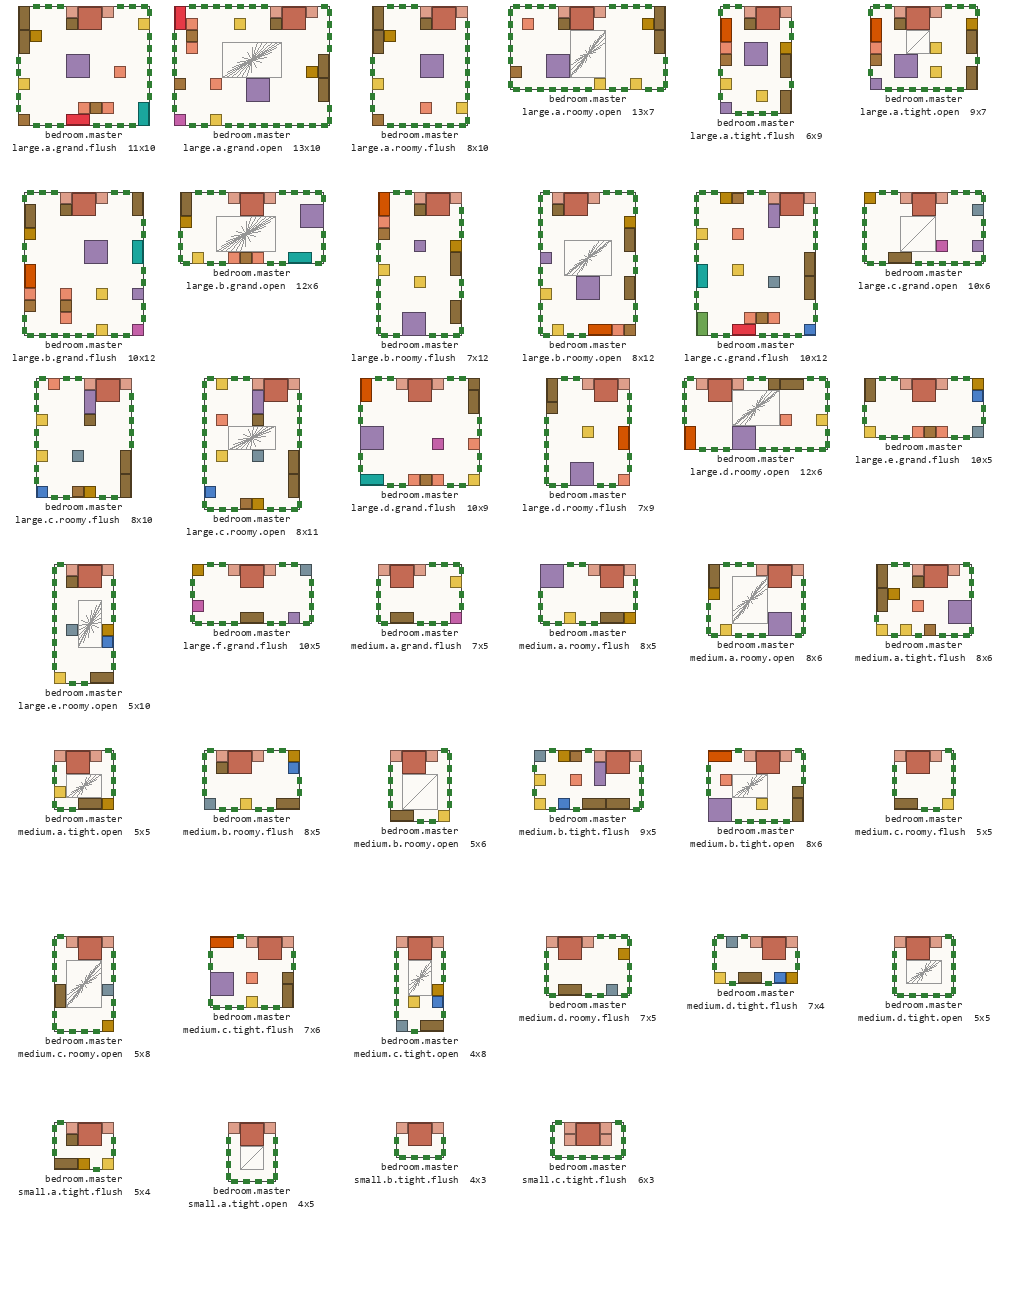 bedroom.master
large.a.grand.flush 11x10
bedroom.master
large.a.grand.open 13x10
bedroom.master
large.a.roomy.flush 8x10
bedroom.master
large.a.roomy.open 13x7
bedroom.master
large.a.tight.flush 6x9
bedroom.master
large.a.tight.open 9x7
bedroom.master
large.b.grand.flush 10x12
bedroom.master
large.b.grand.open 12x6
bedroom.master
large.b.roomy.flush 7x12
bedroom.master
large.b.roomy.open 8x12
bedroom.master
large.c.grand.flush 10x12
bedroom.master
large.c.grand.open 10x6
bedroom.master
large.c.roomy.flush 8x10
bedroom.master
large.c.roomy.open 8x11
bedroom.master
large.d.grand.flush 10x9
bedroom.master
large.d.roomy.flush 7x9
bedroom.master
large.d.roomy.open 12x6
bedroom.master
large.e.grand.flush 10x5
bedroom.master
large.e.roomy.open 5x10
bedroom.master
large.f.grand.flush 10x5
bedroom.master
medium.a.grand.flush 7x5
bedroom.master
medium.a.roomy.flush 8x5
bedroom.master
medium.a.roomy.open 8x6
bedroom.master
medium.a.tight.flush 8x6
bedroom.master
medium.a.tight.open 5x5
bedroom.master
medium.b.roomy.flush 8x5
bedroom.master
medium.b.roomy.open 5x6
bedroom.master
medium.b.tight.flush 9x5
bedroom.master
medium.b.tight.open 8x6
bedroom.master
medium.c.roomy.flush 5x5
bedroom.master
medium.c.roomy.open 5x8
bedroom.master
medium.c.tight.flush 7x6
bedroom.master
medium.c.tight.open 4x8
bedroom.master
medium.d.roomy.flush 7x5
bedroom.master
medium.d.tight.flush 7x4
bedroom.master
medium.d.tight.open 5x5
bedroom.master
small.a.tight.flush 5x4
bedroom.master
small.a.tight.open 4x5
bedroom.master
small.b.tight.flush 4x3
bedroom.master
small.c.tight.flush 6x3